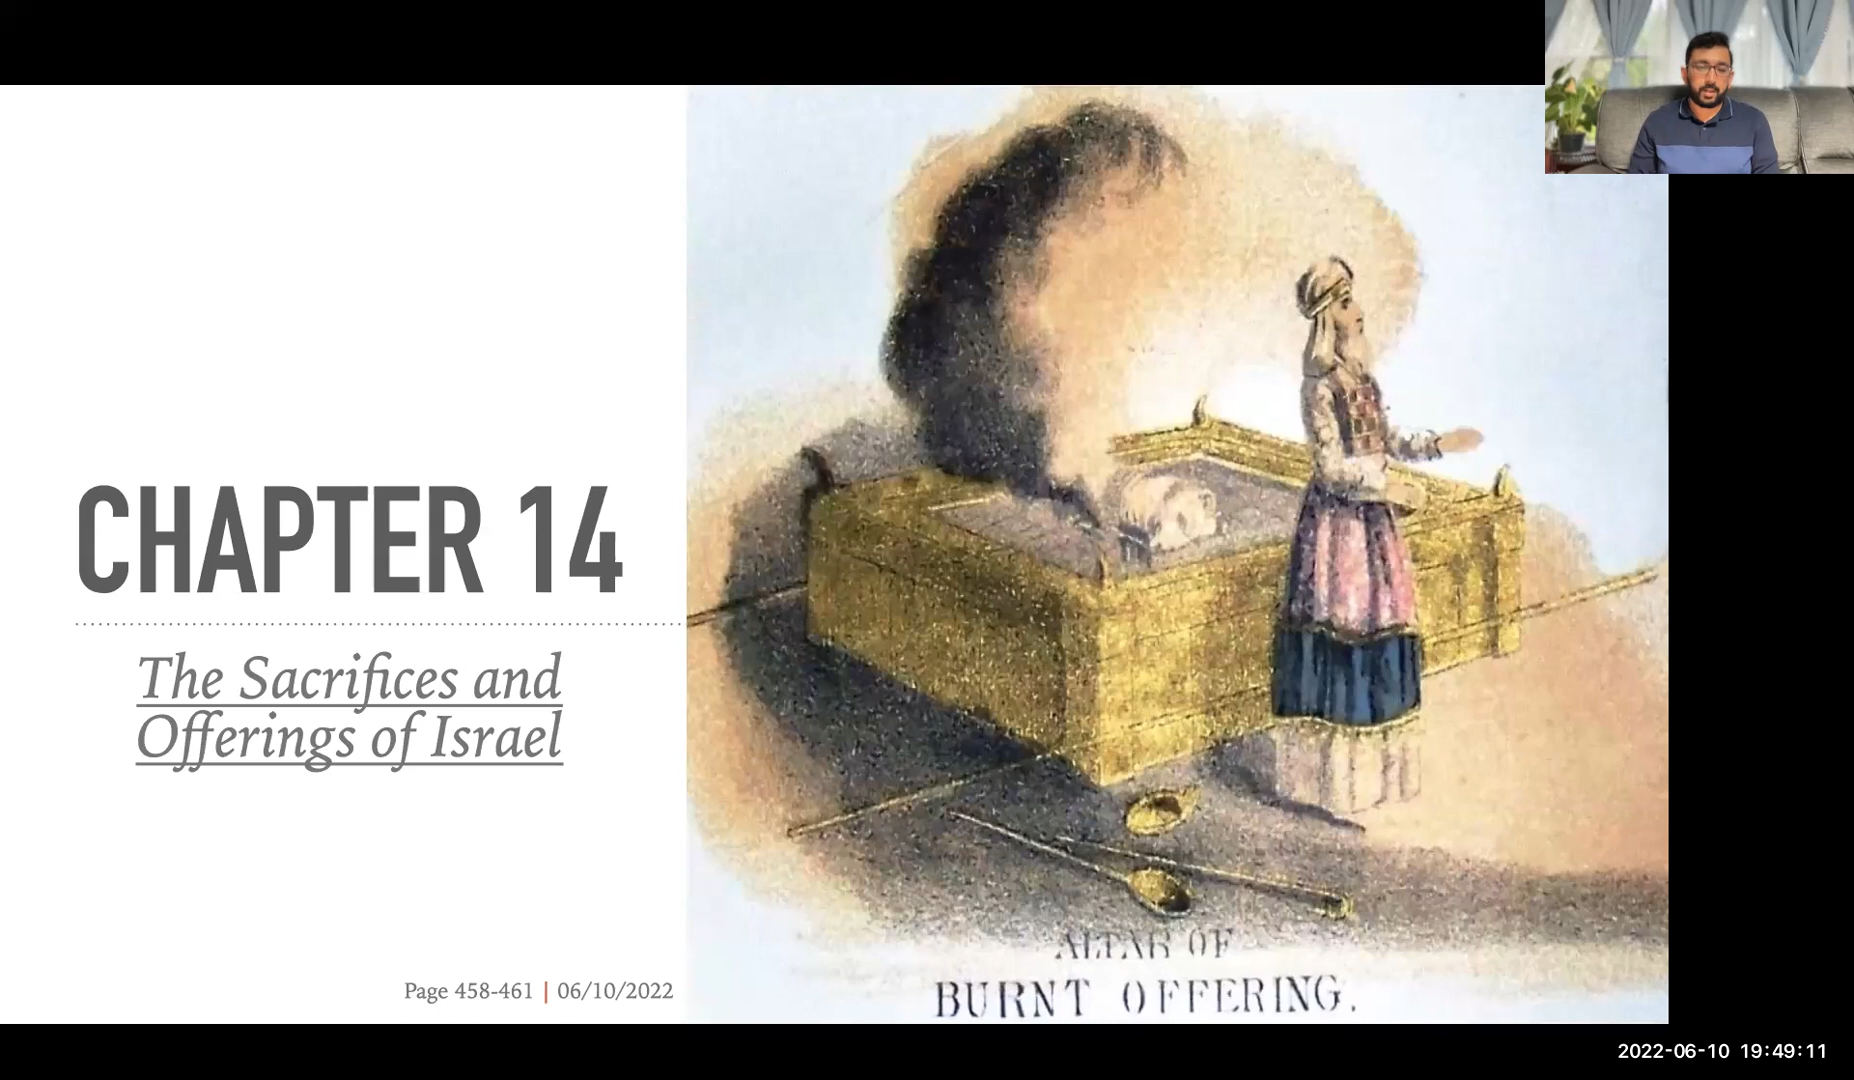 CHAPTER 14
The Sacrifices and
Offerings of Israel
Page 458-461 | 06/10/2022
ALTAR OF
BURNT OFFERING.
2022-06-10 19:49:11